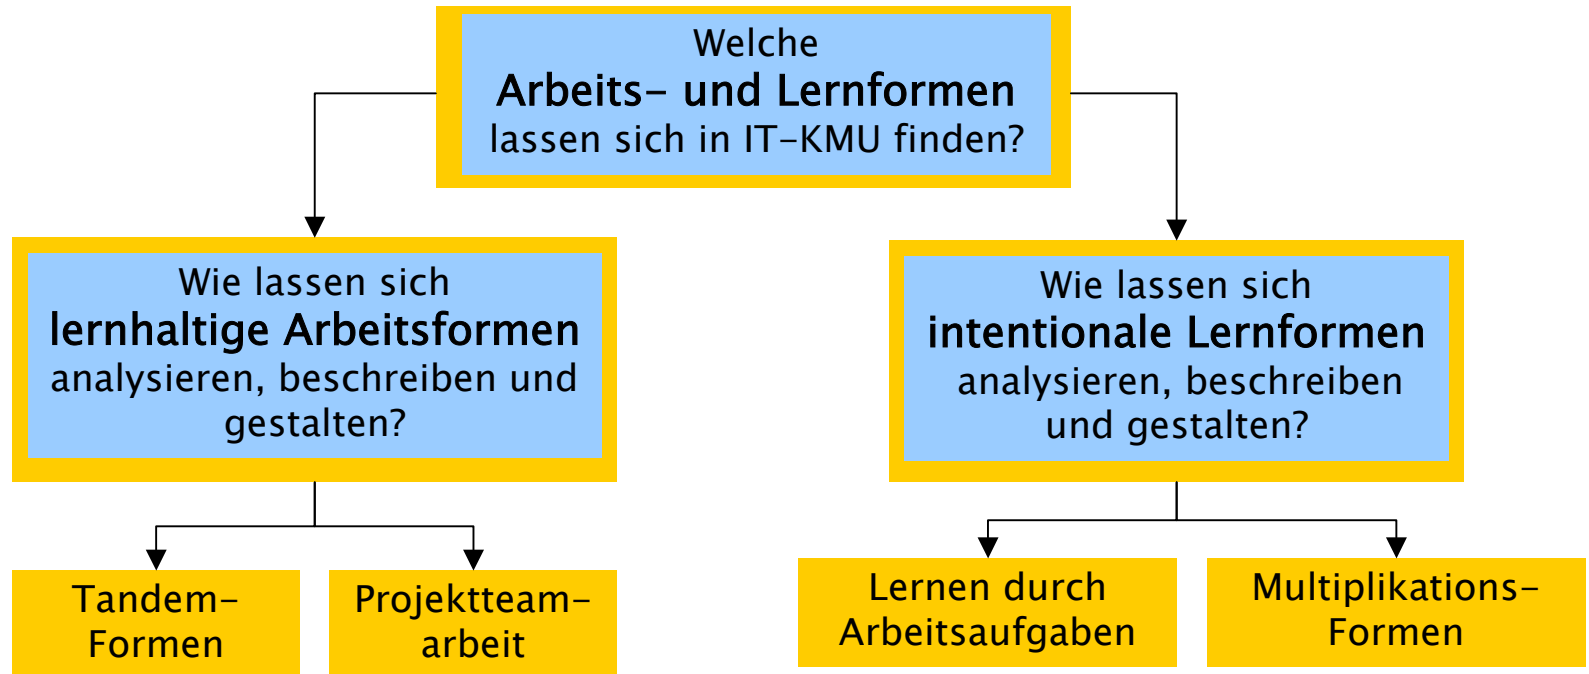 Welche
Arbeits- und Lernformen
lassen sich in IT-KMU finden?
Wie lassen sich
lernhaltige Arbeitsformen
analysieren, beschreiben und
gestalten?
Wie lassen sich
intentionale Lernformen
analysieren, beschreiben
und gestalten?
Tandem-
Formen
Projektteam-
arbeit
Lernen durch
Arbeitsaufgaben
Multiplikations-
Formen